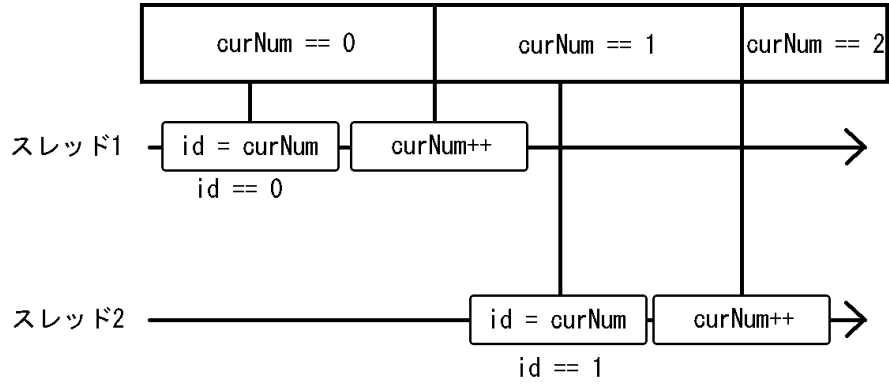 curNum == 0
curNum == 1
curNum == 2
スレッド1
id = curNum
curNum++
id == 0
スレッド2
id = curNum
curNum++
id == 1